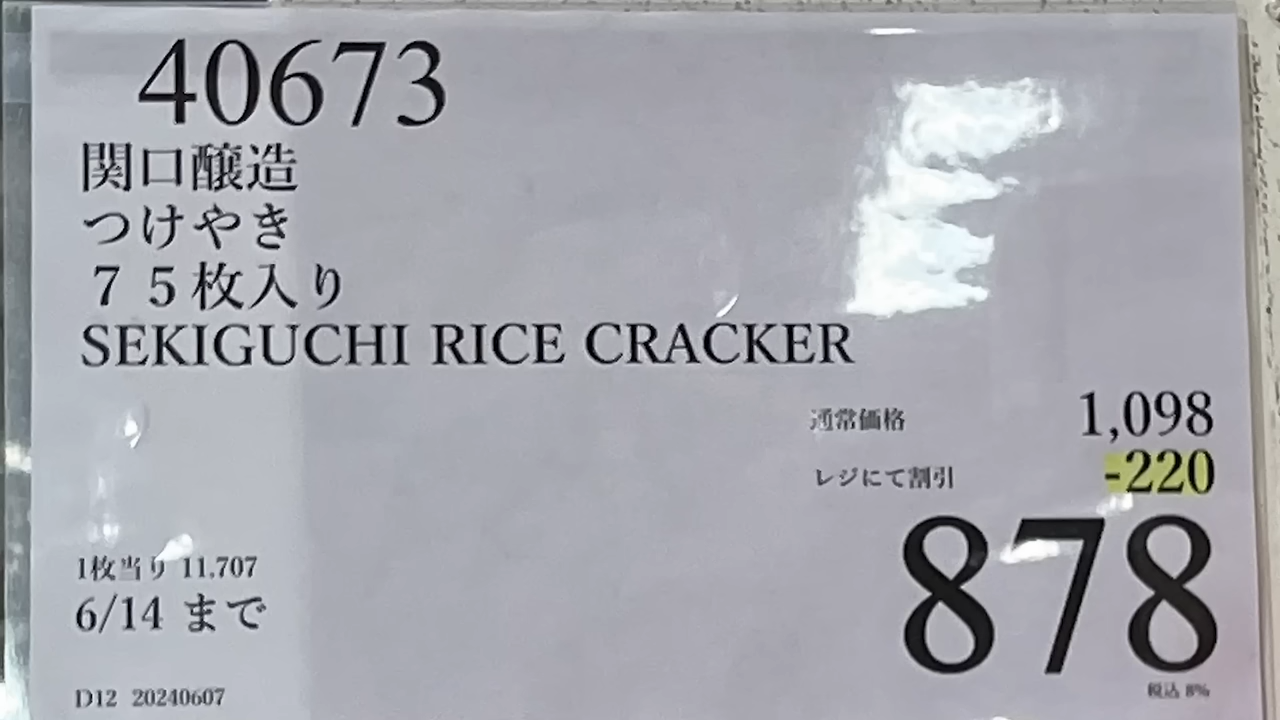 40673
関口醸造
つけやき
７５枚入り
SEKIGUCHI RICE CRACKER
通常価格 1,098
レジにて割引 -220
878
税込 8%
1枚当り 11.707
6/14 まで
D12 20240607